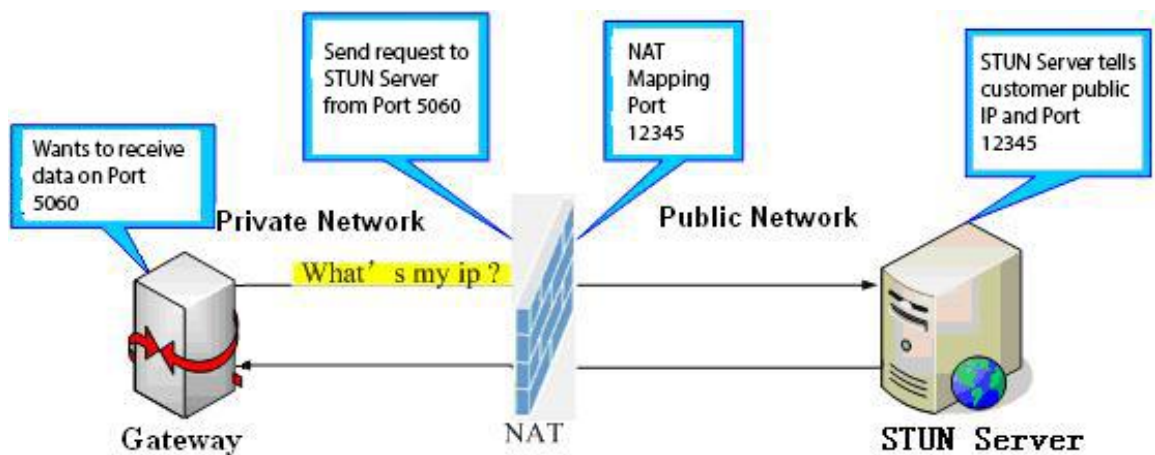 Wants to receive
data on Port
5060
Send request to
STUN Server
from Port 5060
NAT
Mapping
Port
12345
STUN Server tells
customer public
IP and Port
12345
Private Network
Public Network
What’ s my ip ?
Gateway
NAT
STUN Server